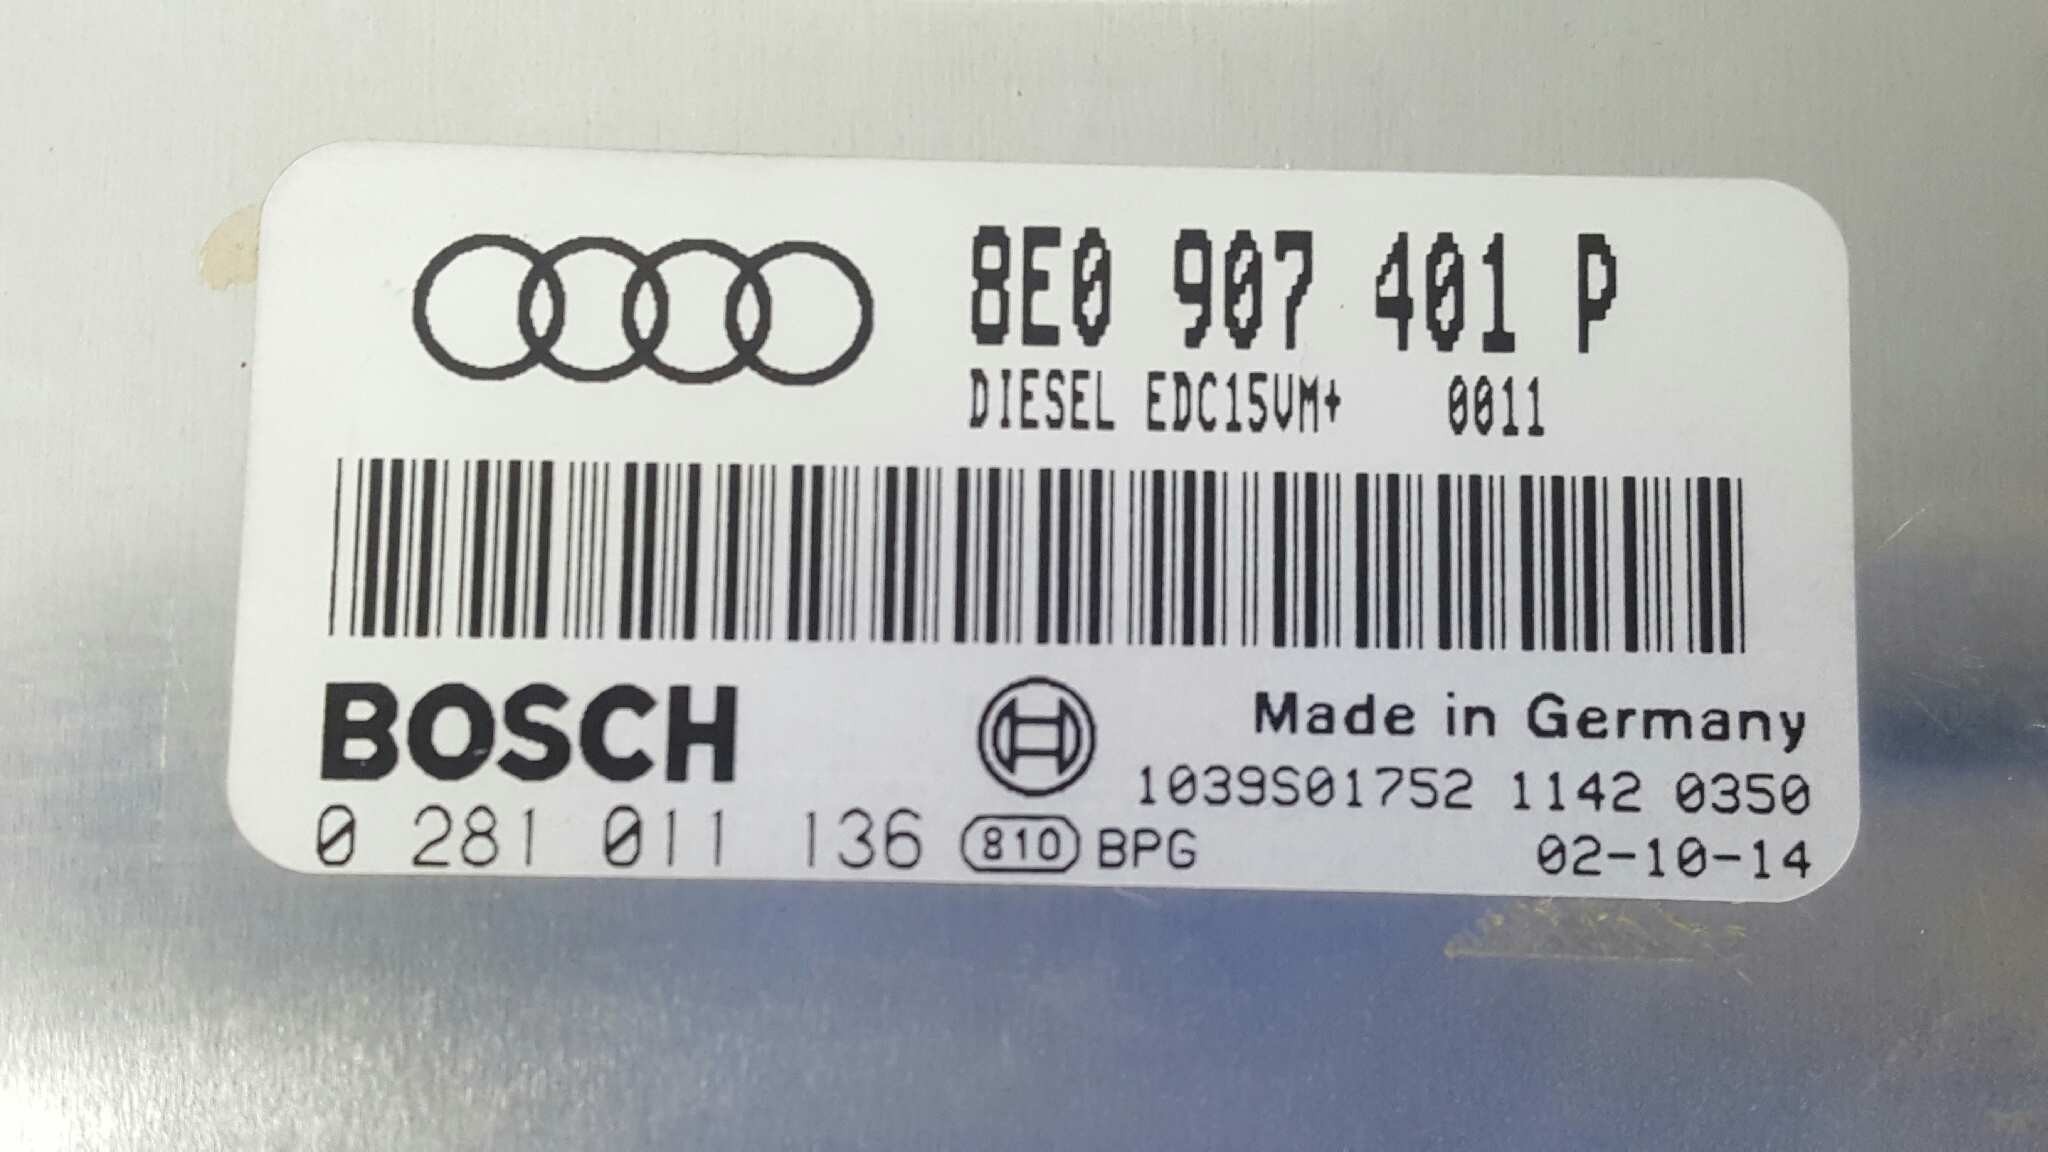 8E0 907 401 P
DIESEL EDC15VM+ 0011
BOSCH
Made in Germany
1039S01752 1142 0350
0 281 011 136 810 BPG
02-10-14